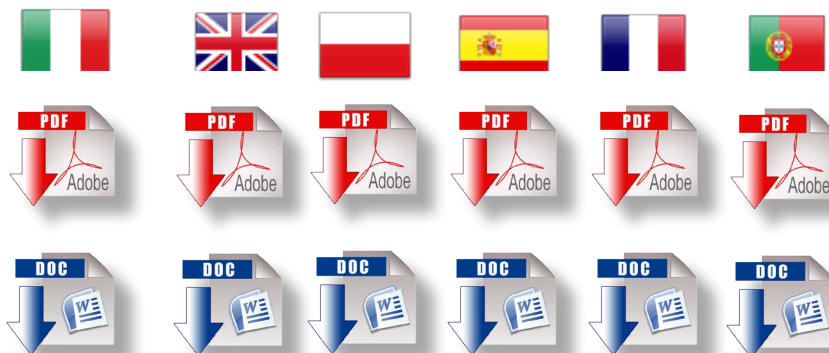 PDF PDF PDF PDF PDF PDF
Adobe Adobe Adobe Adobe Adobe Adobe
DOC DOC DOC DOC DOC DOC
W W W W W W